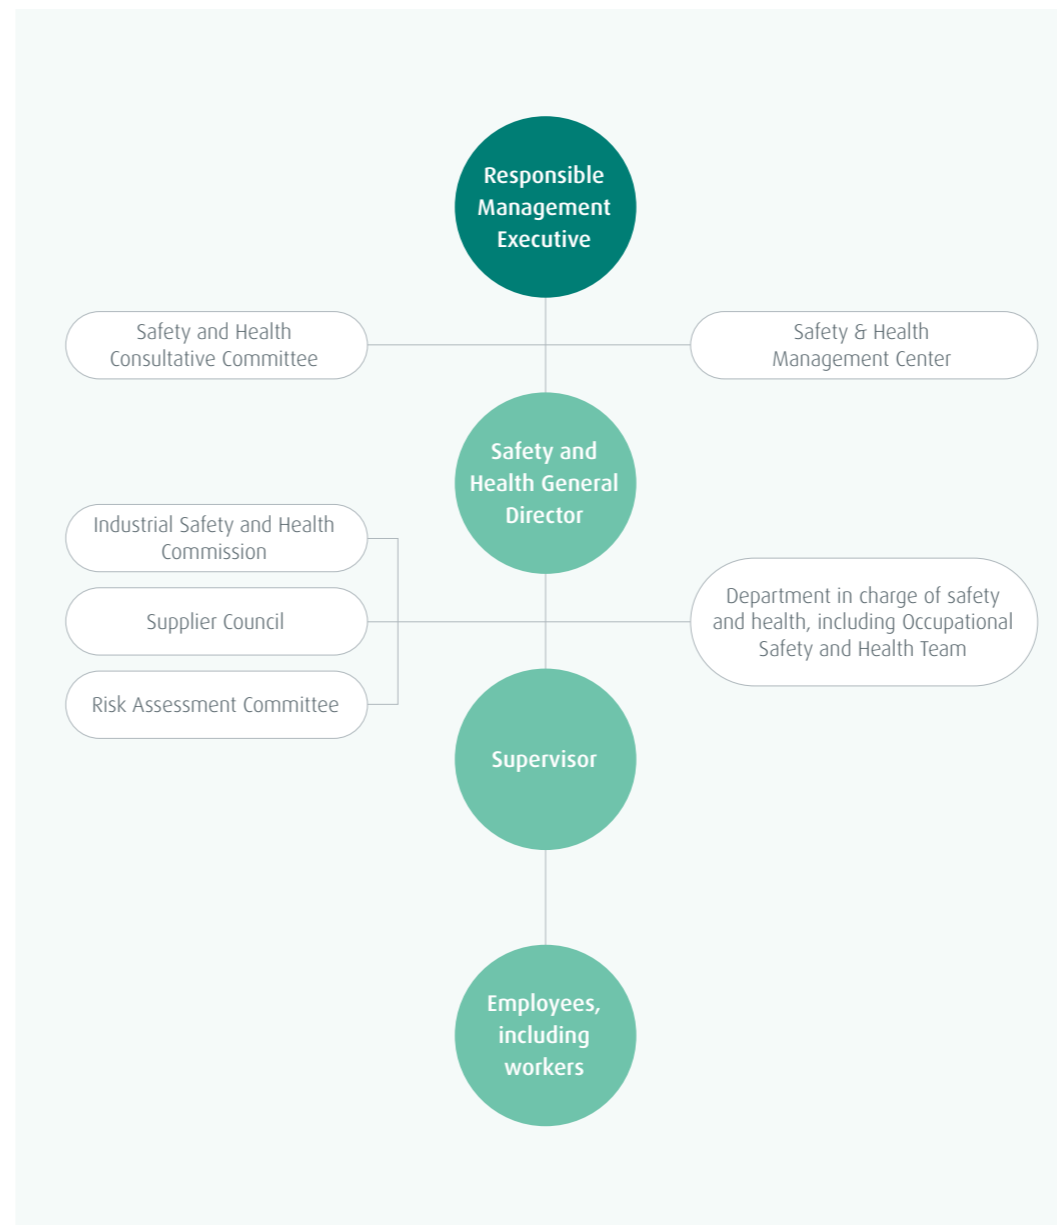 Responsible
Management
Executive
Safety and Health
Consultative Committee
Safety & Health
Management Center
Safety and
Health General
Director
Industrial Safety and Health
Commission
Supplier Council
Risk Assessment Committee
Department in charge of safety
and health, including Occupational
Safety and Health Team
Supervisor
Employees,
including
workers